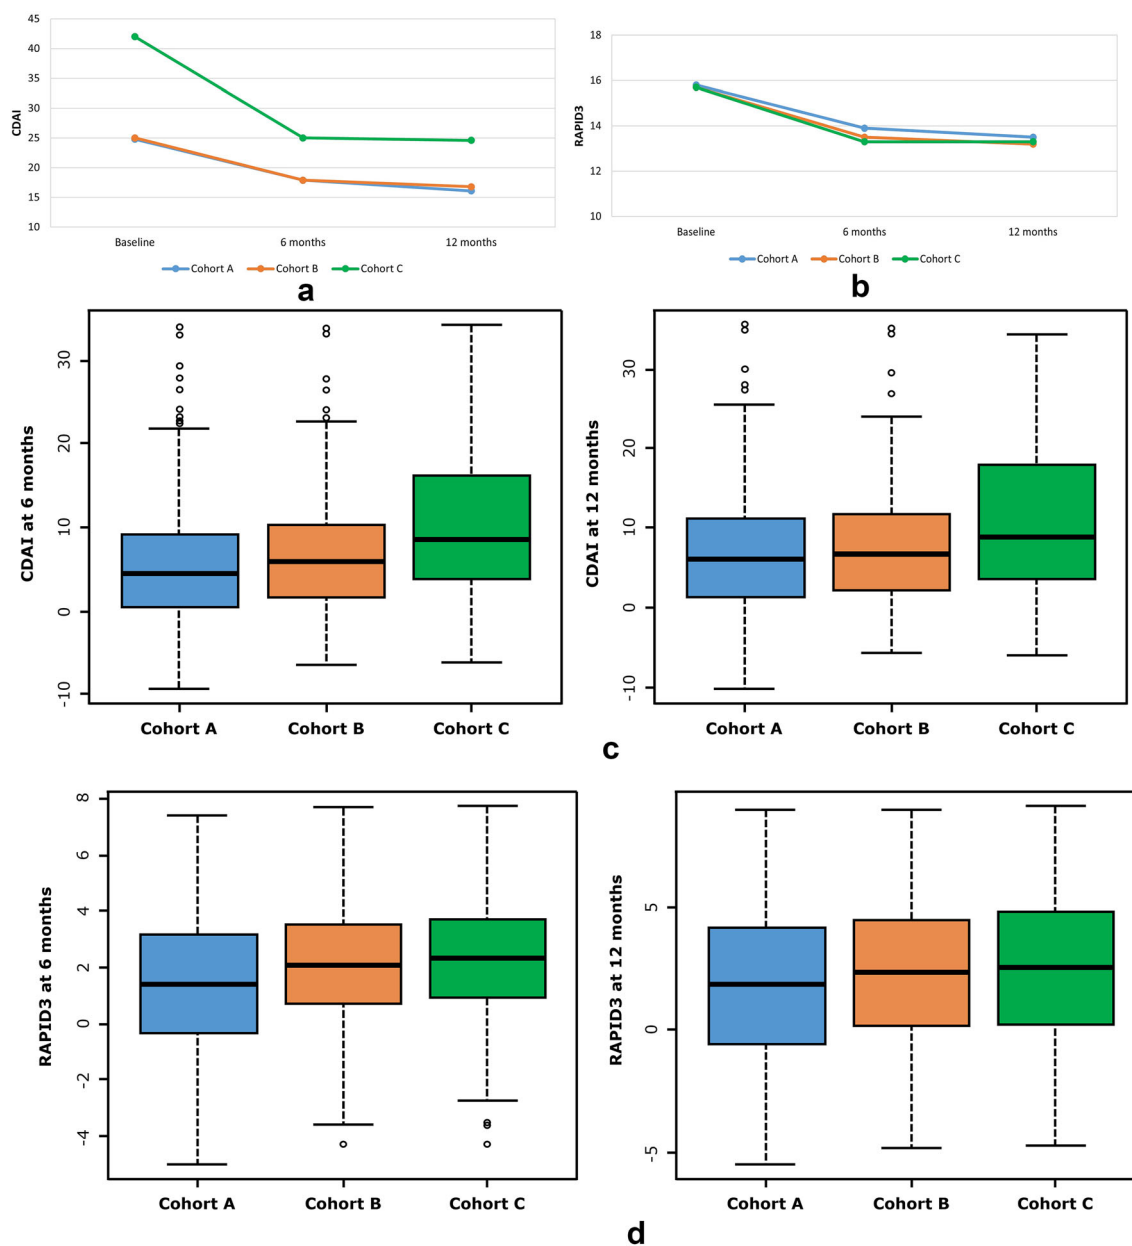 45
40
35
30
25
20
15
10
CDAI
Baseline 6 months 12 months
Cohort A Cohort B Cohort C
a
18
16
14
12
10
RAPID3
Baseline 6 months 12 months
Cohort A Cohort B Cohort C
b
30
20
10
0
-10
CDAI at 6 months
Cohort A Cohort B Cohort C
30
20
10
0
-10
CDAI at 12 months
Cohort A Cohort B Cohort C
c
8
6
4
2
0
-2
-4
RAPID3 at 6 months
Cohort A Cohort B Cohort C
5
0
-5
RAPID3 at 12 months
Cohort A Cohort B Cohort C
d